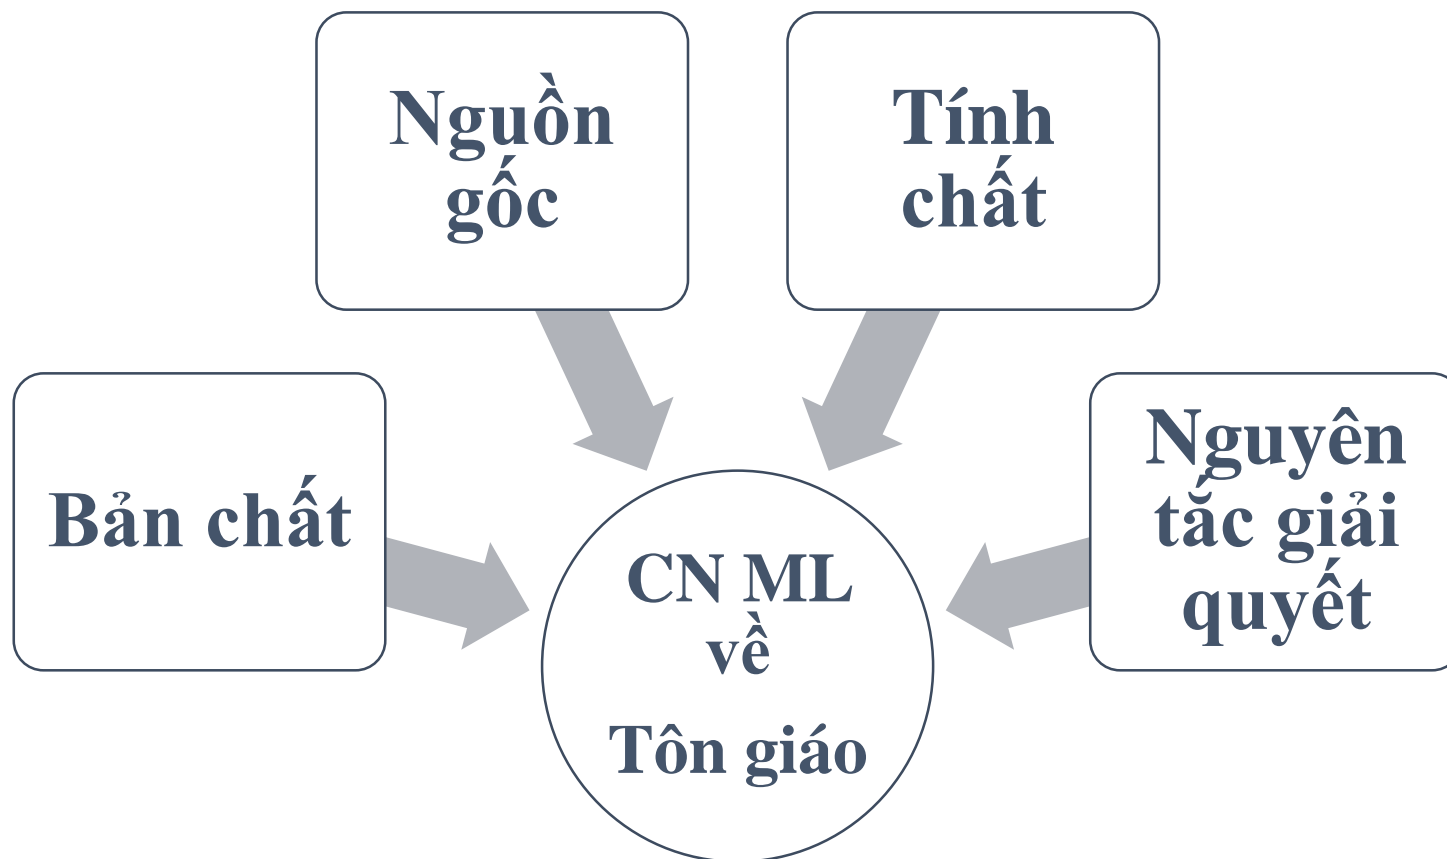 Nguồn
gốc
Tính
chất
Bản chất
Nguyên
tắc giải
quyết
CN ML
về
Tôn giáo